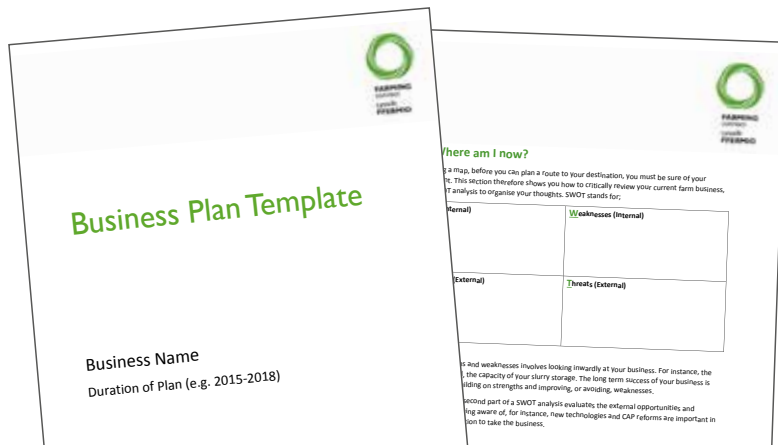 FARMING
connect
cyswllt
FFERMIO
Business Plan Template
Business Name
Duration of Plan (e.g. 2015-2018)
FARMING
connect
cyswllt
FFERMIO
here am I now?
a map, before you can plan a route to your destination, you must be sure of your
This section therefore shows you how to critically review your current farm business,
analysis to organise your thoughts. SWOT stands for;
Weaknesses (Internal)
(External)
Threats (External)
and weaknesses involves looking inwardly at your business. For instance, the
, the capacity of your slurry storage. The long term success of your business is
on strengths and improving, or avoiding, weaknesses.
second part of a SWOT analysis evaluates the external opportunities and
aware of, for instance, new technologies and CAP reforms are important in
to take the business.